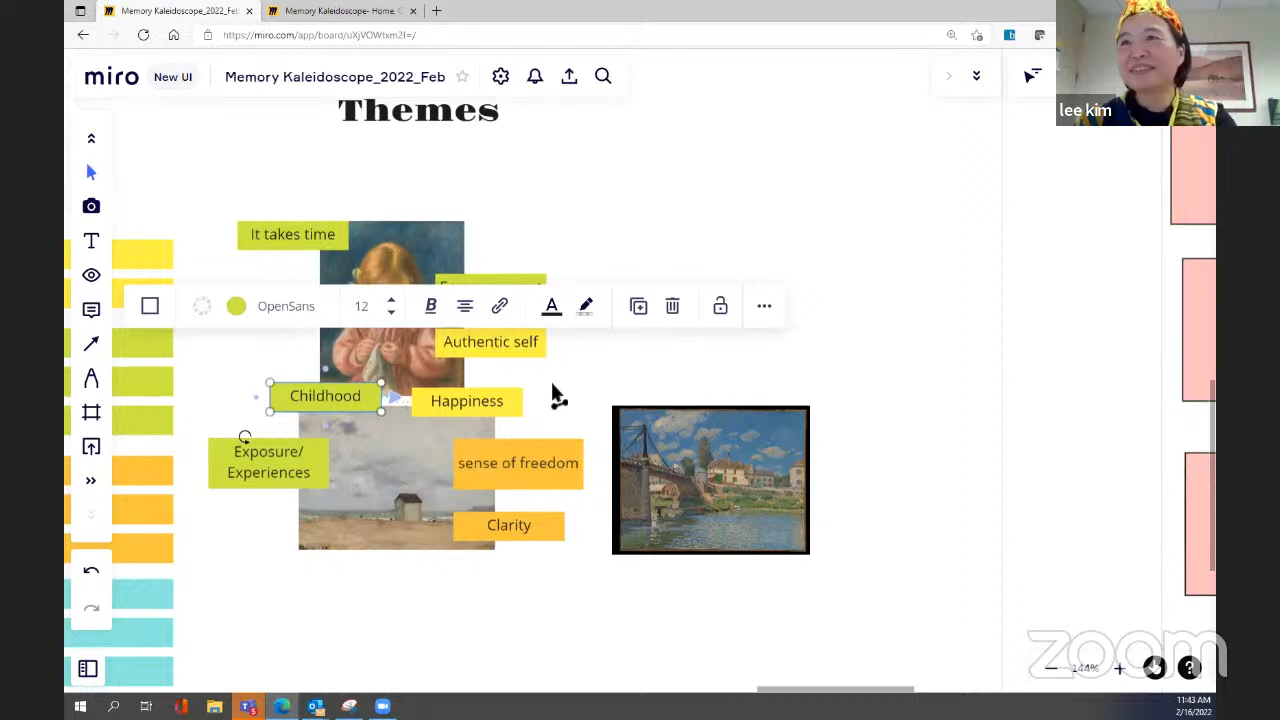 Memory Kaleidoscope_2022_Feb
Memory Kaleidoscope- Home, C
https://miro.com/app/board/uXjVOWtxm2I=/
miro
New UI
Memory Kaleidoscope_2022_Feb
lee kim
Themes
It takes time
OpenSans
12
B
A
Authentic self
Childhood
Happiness
Exposure/
Experiences
sense of freedom
Clarity
zoom
144%
11:43 AM
2/16/2022